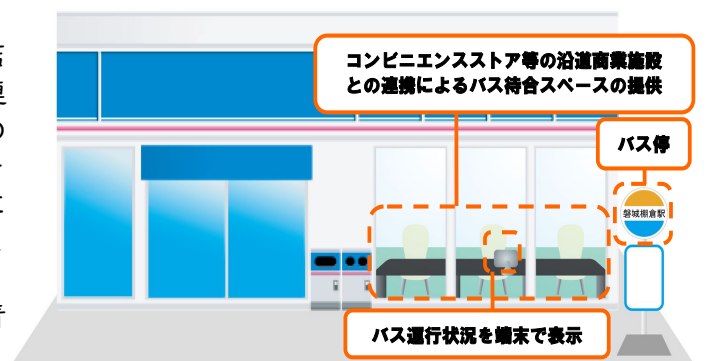 コンビニエンスストア等の沿道商業施設
との連携によるバス待合スペースの提供
バス停
磐城棚倉駅
バス運行状況を端末で表示